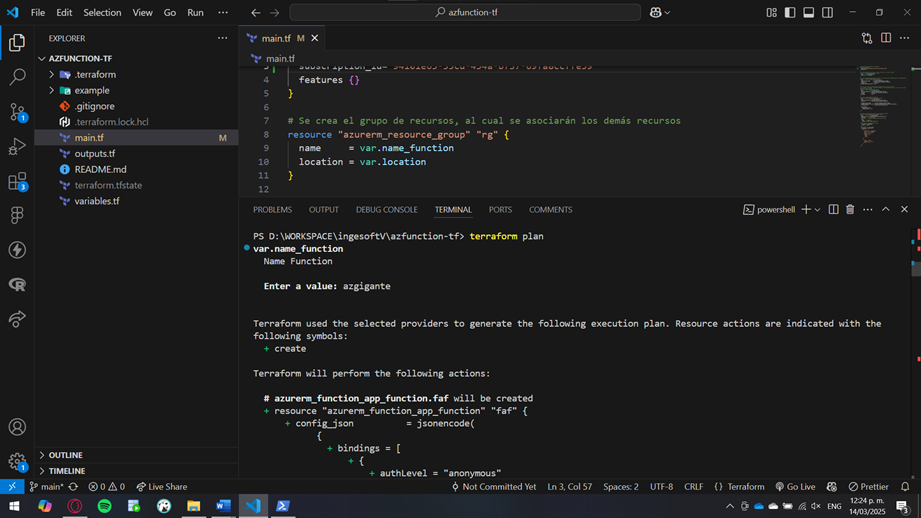 File Edit Selection View Go Run ...
azfunction-tf
EXPLORER
AZFUNCTION-TF
.terraform
example
.gitignore
.terraform.lock.hcl
main.tf M
outputs.tf
README.md
terraform.tfstate
variables.tf
OUTLINE
TIMELINE
main.tf M
main.tf
4 features {}
5 }
6
7 # Se crea el grupo de recursos, al cual se asociarán los demás recursos
8 resource "azurerm_resource_group" "rg" {
9 name = var.name_function
10 location = var.location
11 }
12
PROBLEMS OUTPUT DEBUG CONSOLE TERMINAL PORTS COMMENTS
powershell
PS D:\WORKSPACE\ingesoftV\azfunction-tf> terraform plan
var.name_function
Name Function
Enter a value: azgigante
Terraform used the selected providers to generate the following execution plan. Resource actions are indicated with the
following symbols:
+ create
Terraform will perform the following actions:
# azurerm_function_app_function.faf will be created
+ resource "azurerm_function_app_function" "faf" {
+ config_json = jsonencode(
{
+ bindings = [
+ {
+ authLevel = "anonymous"
main* 0 0 Live Share
Not Committed Yet Ln 3, Col 57 Spaces: 2 UTF-8 CRLF {} Terraform Go Live Prettier
12:24 p. m.
14/03/2025